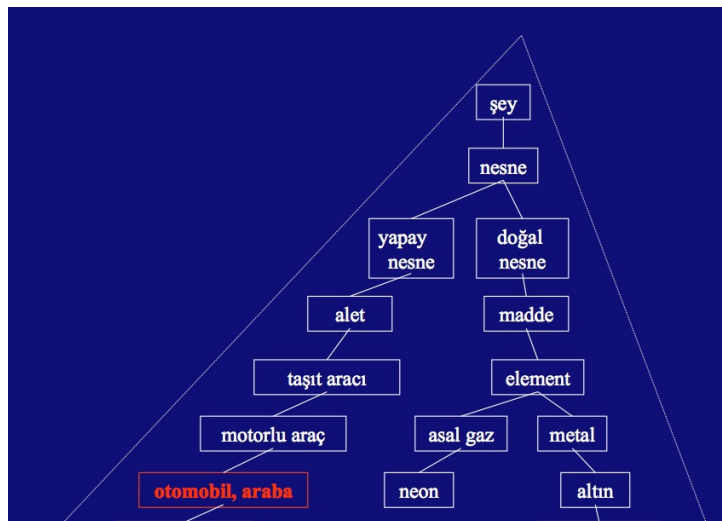 şey
nesne
yapay
nesne
doğal
nesne
alet
madde
taşıt aracı
element
motorlu araç
asal gaz
metal
otomobil, araba
neon
altın